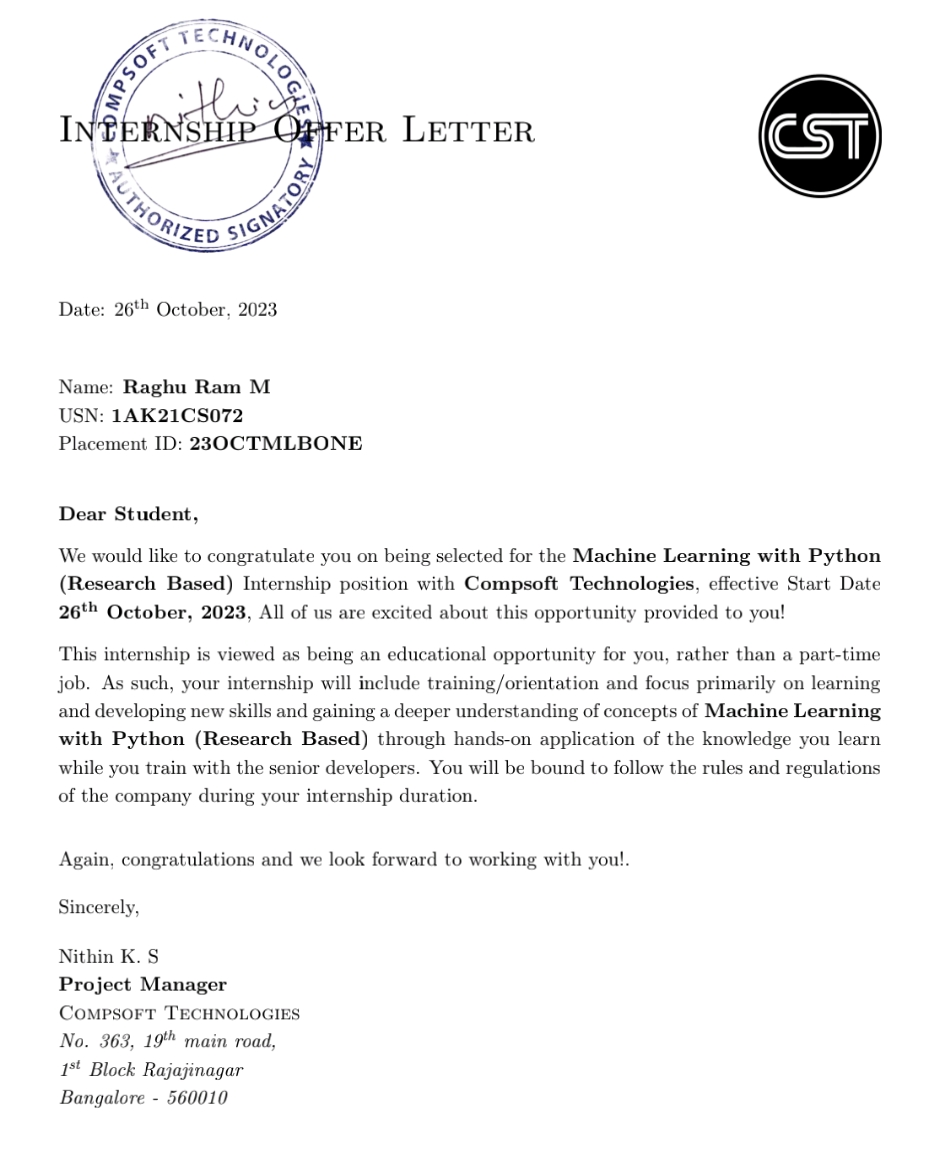 COMPSOFT TECHNOLOGIES
AUTHORIZED SIGNATORY
Internship Offer Letter
CST
Date: 26th October, 2023
Name: Raghu Ram M
USN: 1AK21CS072
Placement ID: 23OCTMLBONE
Dear Student,
We would like to congratulate you on being selected for the Machine Learning with Python
(Research Based) Internship position with Compsoft Technologies, effective Start Date
26th October, 2023, All of us are excited about this opportunity provided to you!
This internship is viewed as being an educational opportunity for you, rather than a part-time
job. As such, your internship will include training/orientation and focus primarily on learning
and developing new skills and gaining a deeper understanding of concepts of Machine Learning
with Python (Research Based) through hands-on application of the knowledge you learn
while you train with the senior developers. You will be bound to follow the rules and regulations
of the company during your internship duration.
Again, congratulations and we look forward to working with you!.
Sincerely,
Nithin K. S
Project Manager
Compsoft Technologies
No. 363, 19th main road,
1st Block Rajajinagar
Bangalore - 560010